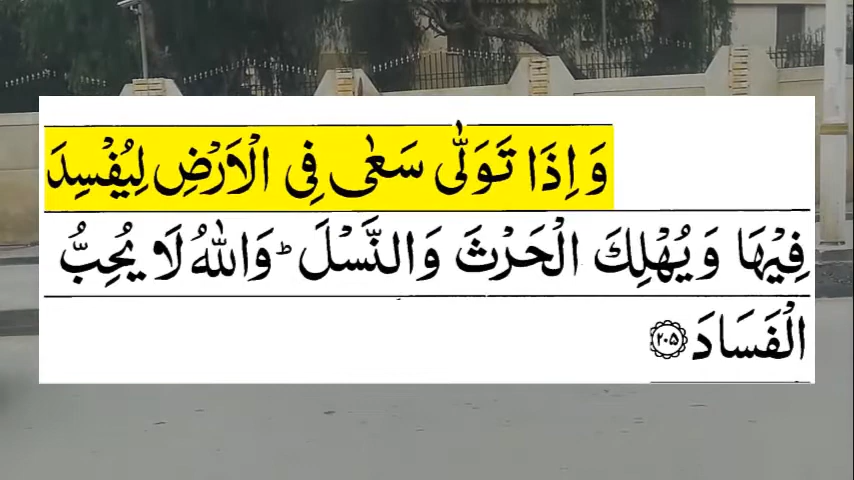 وَ اِذَا تَوَلّٰى سَعٰى فِى الْاَرْضِ لِيُفْسِدَ
فِيْهَا وَ يُهْلِكَ الْحَرْثَ وَالنَّسْلَ ؕ وَاللّٰهُ لَا يُحِبُّ
الْفَسَادَ ۝۲۰۵